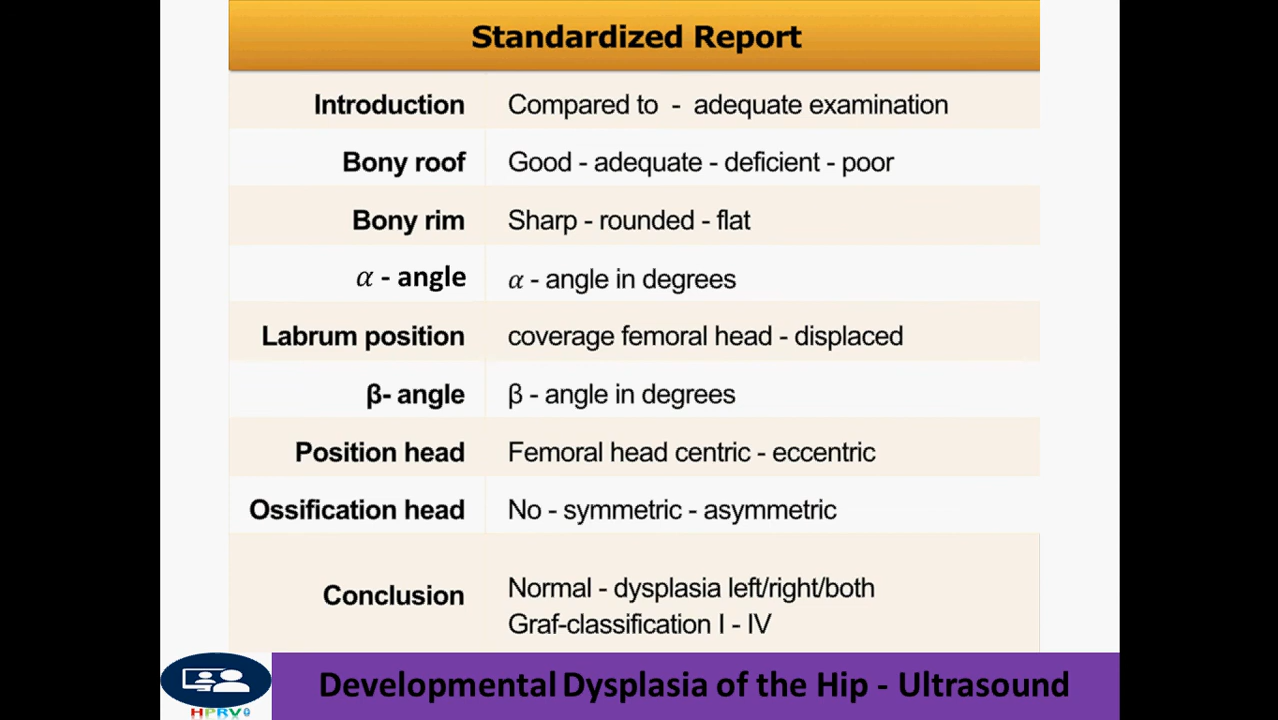 Standardized Report
Introduction Compared to - adequate examination
Bony roof Good - adequate - deficient - poor
Bony rim Sharp - rounded - flat
α - angle α - angle in degrees
Labrum position coverage femoral head - displaced
β- angle β - angle in degrees
Position head Femoral head centric - eccentric
Ossification head No - symmetric - asymmetric
Conclusion Normal - dysplasia left/right/both
Graf-classification I - IV
Developmental Dysplasia of the Hip - Ultrasound